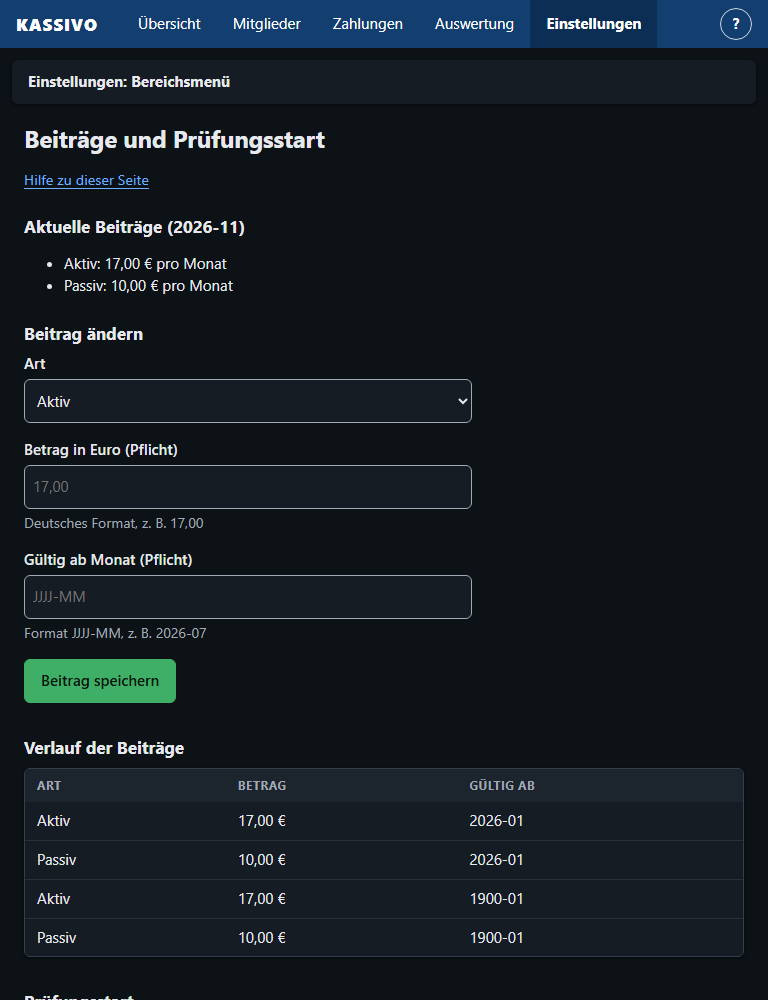 KASSIVO Übersicht Mitglieder Zahlungen Auswertung Einstellungen ?
Einstellungen: Bereichsmenü
Beiträge und Prüfungsstart
Hilfe zu dieser Seite
Aktuelle Beiträge (2026-11)
• Aktiv: 17,00 € pro Monat
• Passiv: 10,00 € pro Monat
Beitrag ändern
Art
Aktiv
Betrag in Euro (Pflicht)
17,00
Deutsches Format, z. B. 17,00
Gültig ab Monat (Pflicht)
JJJJ-MM
Format JJJJ-MM, z. B. 2026-07
Beitrag speichern
Verlauf der Beiträge
ART BETRAG GÜLTIG AB
Aktiv 17,00 € 2026-01
Passiv 10,00 € 2026-01
Aktiv 17,00 € 1900-01
Passiv 10,00 € 1900-01
Prüfungsstart